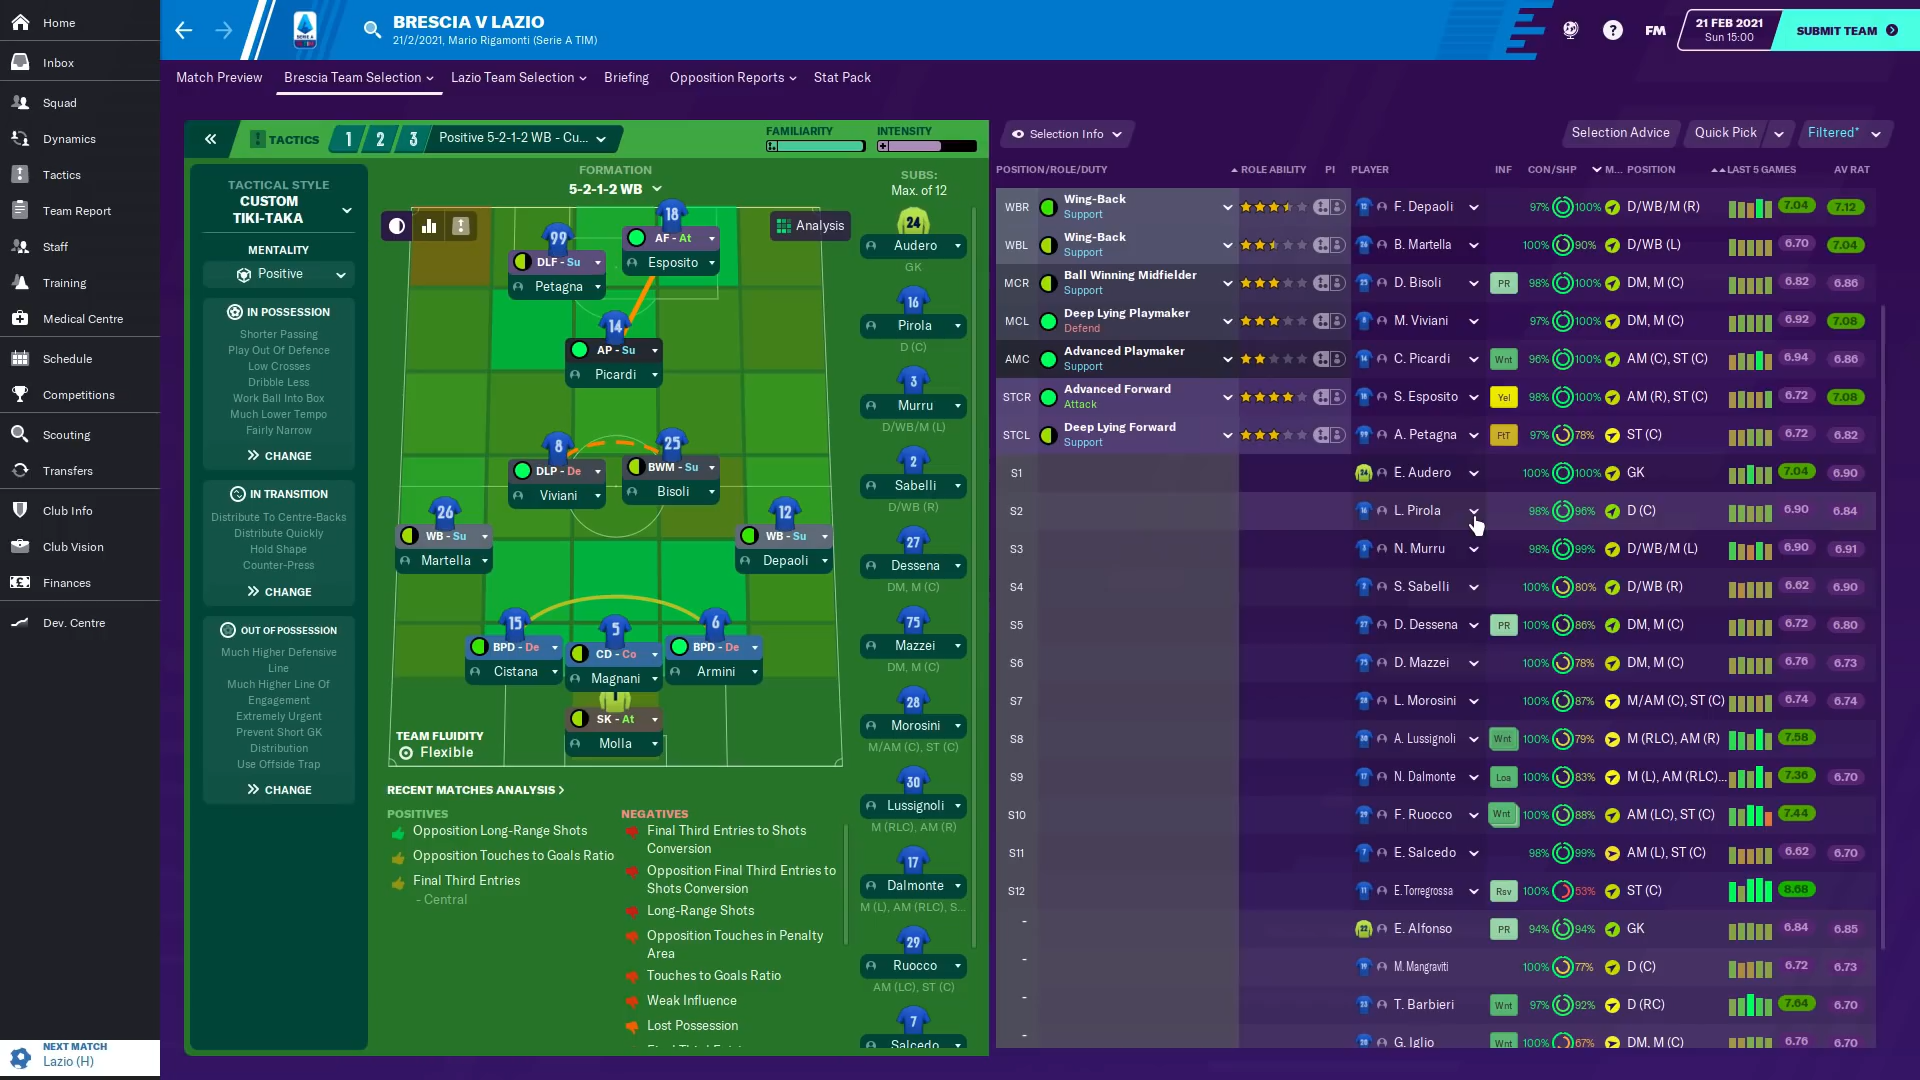 Home
Inbox
Squad
Dynamics
Tactics
Team Report
Staff
Training
Medical Centre
Schedule
Competitions
Scouting
Transfers
Club Info
Club Vision
Finances
Dev. Centre
NEXT MATCH
Lazio (H)
BRESCIA V LAZIO
21/2/2021, Mario Rigamonti (Serie A TIM)
FM
21 FEB 2021
Sun 15:00
SUBMIT TEAM
Match Preview
Brescia Team Selection
Lazio Team Selection
Briefing
Opposition Reports
Stat Pack
TACTICS
1 2 3
Positive 5-2-1-2 WB - Cu...
FAMILIARITY
INTENSITY
TACTICAL STYLE
CUSTOM
TIKI-TAKA
MENTALITY
Positive
IN POSSESSION
Shorter Passing
Play Out Of Defence
Low Crosses
Dribble Less
Work Ball Into Box
Much Lower Tempo
Fairly Narrow
CHANGE
IN TRANSITION
Distribute To Centre-Backs
Distribute Quickly
Hold Shape
Counter-Press
CHANGE
OUT OF POSSESSION
Much Higher Defensive
Line
Much Higher Line Of
Engagement
Extremely Urgent
Prevent Short GK
Distribution
Use Offside Trap
CHANGE
FORMATION
5-2-1-2 WB
Analysis
18
AF - At
Esposito
99
DLF - Su
Petagna
14
AP - Su
Picardi
8
DLP - De
Viviani
25
BWM - Su
Bisoli
26
WB - Su
Martella
12
WB - Su
Depaoli
15
BPD - De
Cistana
5
CD - Co
Magnani
6
BPD - De
Armini
SK - At
Molla
TEAM FLUIDITY
Flexible
RECENT MATCHES ANALYSIS
POSITIVES
Opposition Long-Range Shots
Opposition Touches to Goals Ratio
Final Third Entries
- Central
NEGATIVES
Final Third Entries to Shots
Conversion
Opposition Final Third Entries to
Shots Conversion
Long-Range Shots
Opposition Touches in Penalty
Area
Touches to Goals Ratio
Weak Influence
Lost Possession
SUBS:
Max. of 12
24
Audero
GK
16
Pirola
D (C)
3
Murru
D/WB/M (L)
2
Sabelli
D/WB (R)
27
Dessena
DM, M (C)
75
Mazzei
DM, M (C)
28
Morosini
M/AM (C), ST (C)
30
Lussignoli
M (RLC), AM (R)
17
Dalmonte
M (L), AM (RLC), S...
29
Ruocco
AM (LC), ST (C)
7
Salcedo
Selection Info
Selection Advice
Quick Pick
Filtered*
POSITION/ROLE/DUTY ROLE ABILITY PI PLAYER INF CON/SHP M... POSITION LAST 5 GAMES AV RAT
WBR Wing-Back Support F. Depaoli 97% 100% D/WB/M (R) 7.04 7.12
WBL Wing-Back Support B. Martella 100% 90% D/WB (L) 6.70 7.04
MCR Ball Winning Midfielder Support D. Bisoli PR 98% 100% DM, M (C) 6.82 6.86
MCL Deep Lying Playmaker Defend M. Viviani 97% 100% DM, M (C) 6.92 7.08
AMC Advanced Playmaker Support C. Picardi Wnt 96% 100% AM (C), ST (C) 6.94 6.86
STCR Advanced Forward Attack S. Esposito Yel 98% 100% AM (R), ST (C) 6.72 7.08
STCL Deep Lying Forward Support A. Petagna FtT 97% 78% ST (C) 6.72 6.82
S1 E. Audero 100% 100% GK 7.04 6.90
S2 L. Pirola 98% 96% D (C) 6.90 6.84
S3 N. Murru 98% 99% D/WB/M (L) 6.90 6.91
S4 S. Sabelli 100% 80% D/WB (R) 6.62 6.90
S5 D. Dessena PR 100% 86% DM, M (C) 6.72 6.80
S6 D. Mazzei 100% 78% DM, M (C) 6.76 6.73
S7 L. Morosini 100% 87% M/AM (C), ST (C) 6.74 6.74
S8 A. Lussignoli Wnt 100% 79% M (RLC), AM (R) 7.58
S9 N. Dalmonte Loa 100% 83% M (L), AM (RLC)... 7.36 6.70
S10 F. Ruocco Wnt 100% 88% AM (LC), ST (C) 7.44
S11 E. Salcedo 98% 99% AM (L), ST (C) 6.62 6.70
S12 E. Torregrossa Rsv 100% 53% ST (C) 8.68
- E. Alfonso PR 94% 94% GK 6.84 6.85
- M. Mangraviti 100% 77% D (C) 6.72 6.73
- T. Barbieri Wnt 97% 92% D (RC) 7.64 6.70
- G. Iglio Wnt 100% 67% DM, M (C) 6.76 6.70